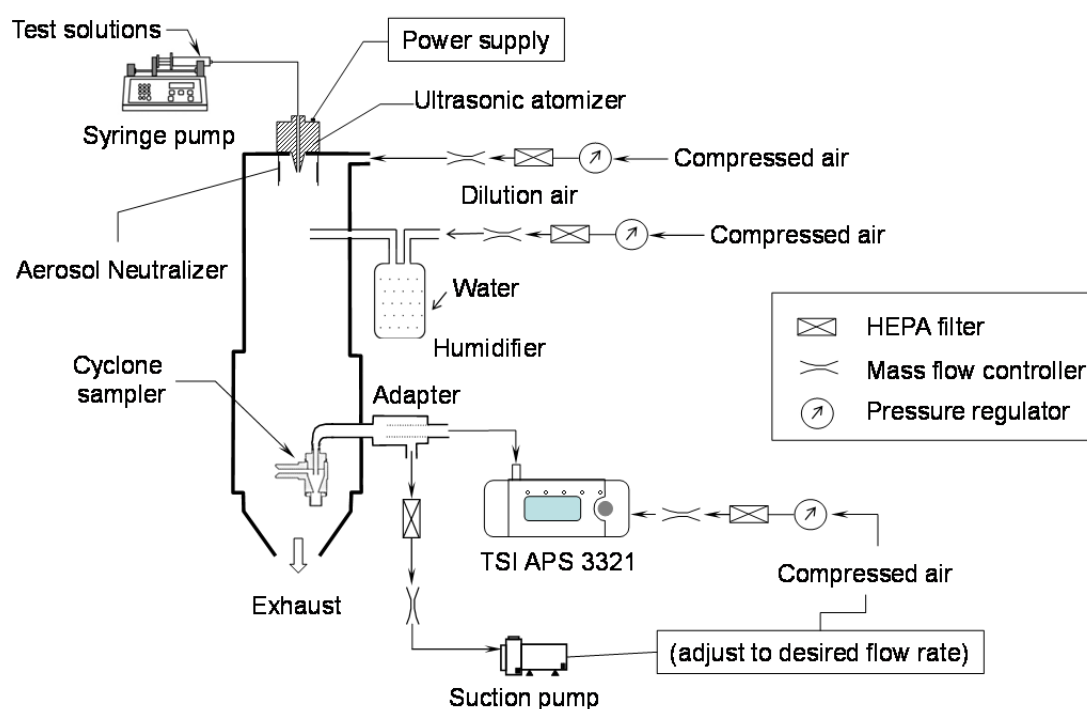 Test solutions
Power supply
Ultrasonic atomizer
Syringe pump
Compressed air
Dilution air
Compressed air
Aerosol Neutralizer
Water
Humidifier
HEPA filter
Mass flow controller
Pressure regulator
Cyclone
sampler
Adapter
TSI APS 3321
Compressed air
Exhaust
(adjust to desired flow rate)
Suction pump